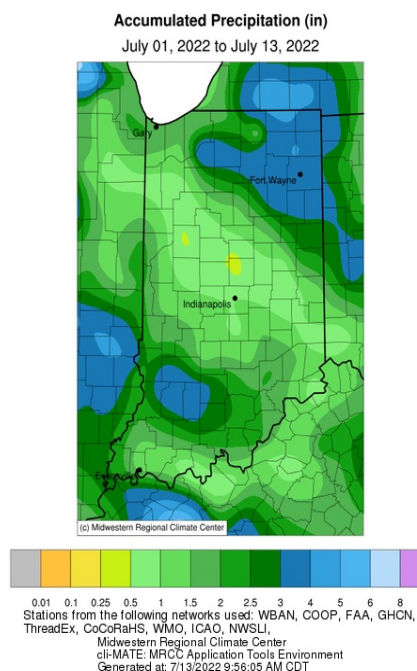 Accumulated Precipitation (in)
July 01, 2022 to July 13, 2022
Gary
Fort Wayne
Indianapolis
Evansville
(c) Midwestern Regional Climate Center
0.01 0.1 0.25 0.5 1 1.5 2 2.5 3 4 5 6 8
Stations from the following networks used: WBAN, COOP, FAA, GHCN,
ThreadEx, CoCoRaHS, WMO, ICAO, NWSLI,
Midwestern Regional Climate Center
cli-MATE: MRCC Application Tools Environment
Generated at: 7/13/2022 9:56:05 AM CDT